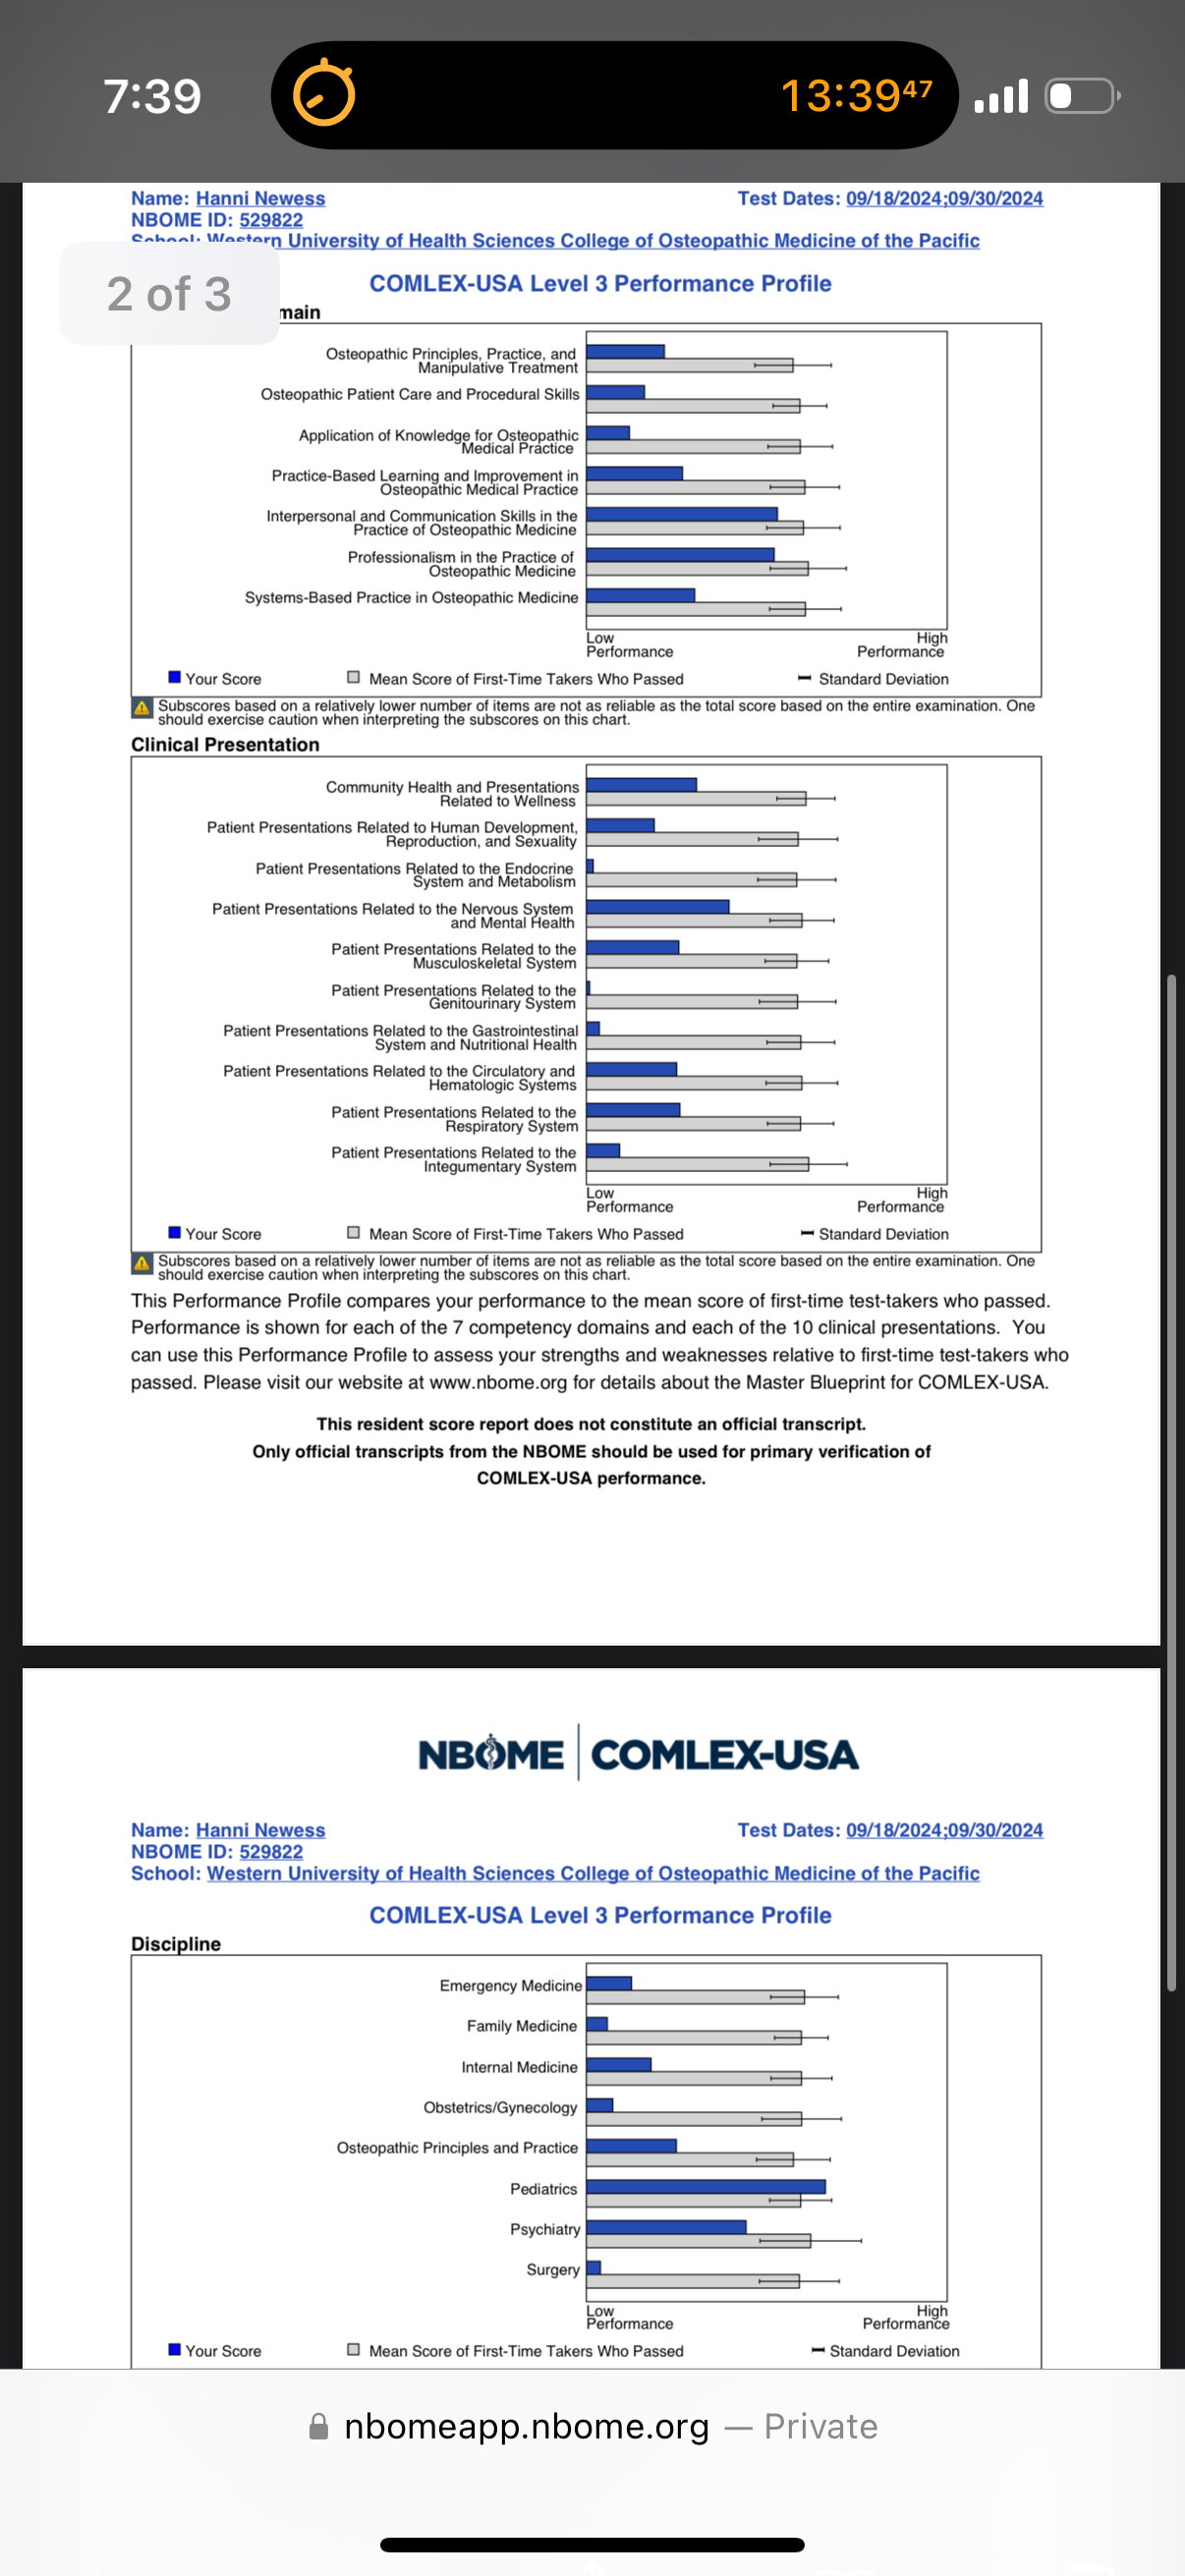 7:39
13:39 47
Name: Hanni Newess
Test Dates: 09/18/2024;09/30/2024
NBOME ID: 529822
School: Western University of Health Sciences College of Osteopathic Medicine of the Pacific
2 of 3
COMLEX-USA Level 3 Performance Profile
main
Osteopathic Principles, Practice, and
Manipulative Treatment
Osteopathic Patient Care and Procedural Skills
Application of Knowledge for Osteopathic
Medical Practice
Practice-Based Learning and Improvement in
Osteopathic Medical Practice
Interpersonal and Communication Skills in the
Practice of Osteopathic Medicine
Professionalism in the Practice of
Osteopathic Medicine
Systems-Based Practice in Osteopathic Medicine
Low
Performance
High
Performance
Your Score
Mean Score of First-Time Takers Who Passed
Standard Deviation
Subscores based on a relatively lower number of items are not as reliable as the total score based on the entire examination. One
should exercise caution when interpreting the subscores on this chart.
Clinical Presentation
Community Health and Presentations
Related to Wellness
Patient Presentations Related to Human Development,
Reproduction, and Sexuality
Patient Presentations Related to the Endocrine
System and Metabolism
Patient Presentations Related to the Nervous System
and Mental Health
Patient Presentations Related to the
Musculoskeletal System
Patient Presentations Related to the
Genitourinary System
Patient Presentations Related to the Gastrointestinal
System and Nutritional Health
Patient Presentations Related to the Circulatory and
Hematologic Systems
Patient Presentations Related to the
Respiratory System
Patient Presentations Related to the
Integumentary System
Low
Performance
High
Performance
Your Score
Mean Score of First-Time Takers Who Passed
Standard Deviation
Subscores based on a relatively lower number of items are not as reliable as the total score based on the entire examination. One
should exercise caution when interpreting the subscores on this chart.
This Performance Profile compares your performance to the mean score of first-time test-takers who passed.
Performance is shown for each of the 7 competency domains and each of the 10 clinical presentations. You
can use this Performance Profile to assess your strengths and weaknesses relative to first-time test-takers who
passed. Please visit our website at www.nbome.org for details about the Master Blueprint for COMLEX-USA.
This resident score report does not constitute an official transcript.
Only official transcripts from the NBOME should be used for primary verification of
COMLEX-USA performance.
NBOME COMLEX-USA
Name: Hanni Newess
Test Dates: 09/18/2024;09/30/2024
NBOME ID: 529822
School: Western University of Health Sciences College of Osteopathic Medicine of the Pacific
COMLEX-USA Level 3 Performance Profile
Discipline
Emergency Medicine
Family Medicine
Internal Medicine
Obstetrics/Gynecology
Osteopathic Principles and Practice
Pediatrics
Psychiatry
Surgery
Low
Performance
High
Performance
Your Score
Mean Score of First-Time Takers Who Passed
Standard Deviation
nbomeapp.nbome.org — Private